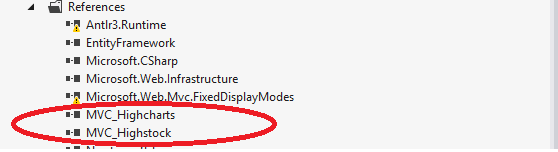 References
Antlr3.Runtime
EntityFramework
Microsoft.CSharp
Microsoft.Web.Infrastructure
Microsoft.Web.Mvc.FixedDisplayModes
MVC_Highcharts
MVC_Highstock